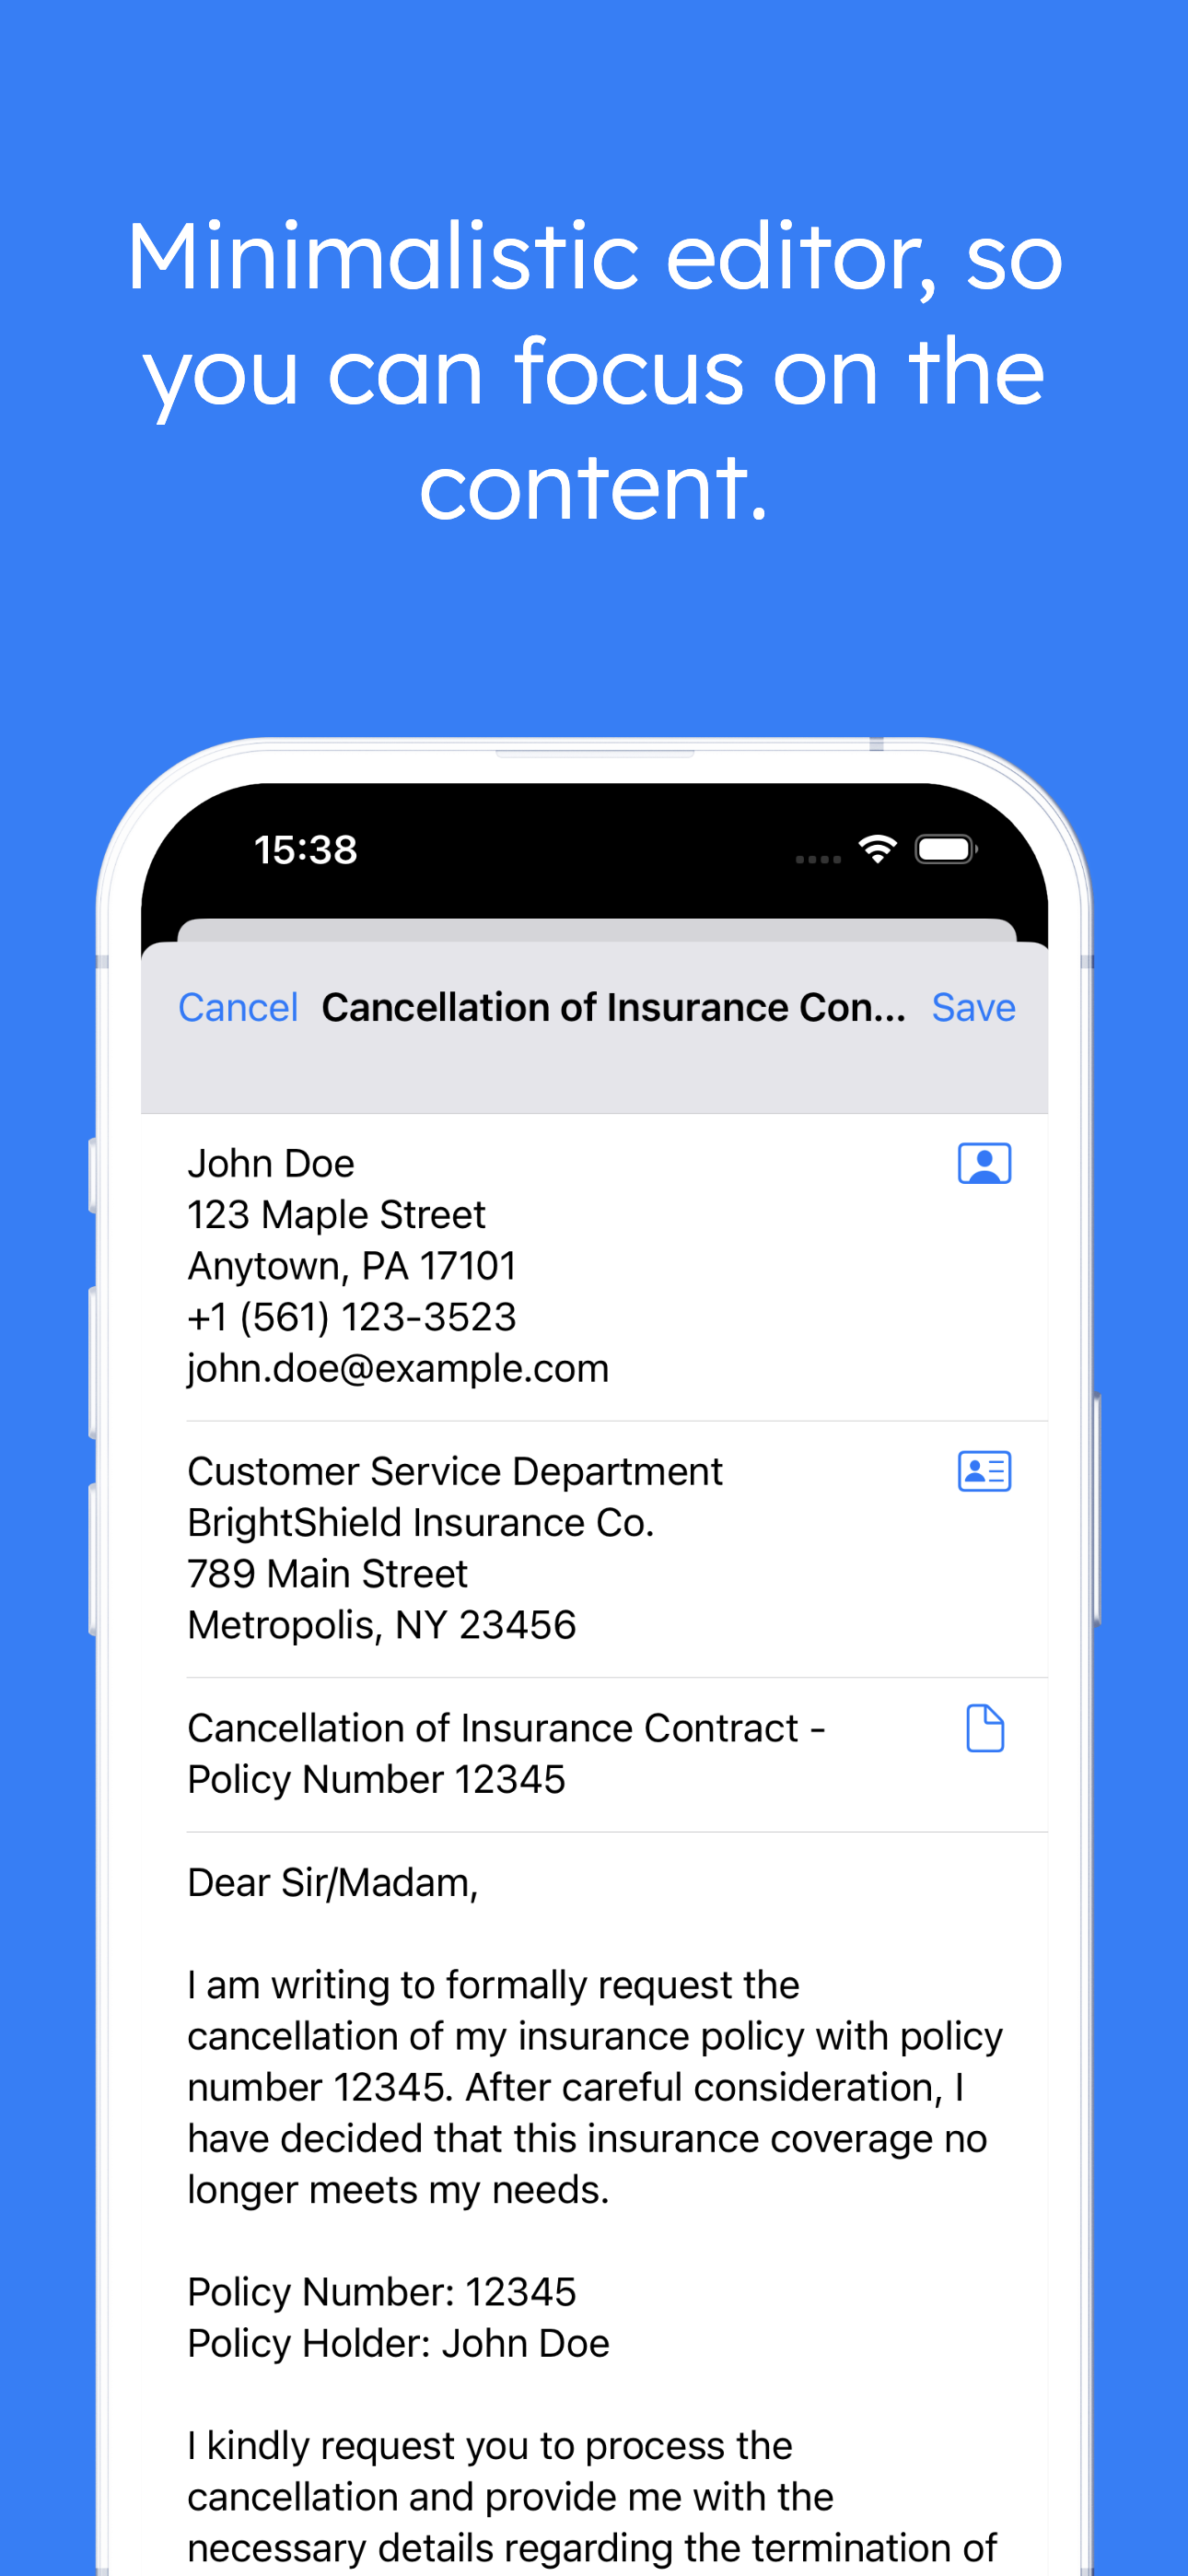 Minimalistic editor, so
you can focus on the
content.
15:38
Cancel Cancellation of Insurance Con... Save
John Doe
123 Maple Street
Anytown, PA 17101
+1 (561) 123-3523
john.doe@example.com
Customer Service Department
BrightShield Insurance Co.
789 Main Street
Metropolis, NY 23456
Cancellation of Insurance Contract -
Policy Number 12345
Dear Sir/Madam,
I am writing to formally request the
cancellation of my insurance policy with policy
number 12345. After careful consideration, I
have decided that this insurance coverage no
longer meets my needs.
Policy Number: 12345
Policy Holder: John Doe
I kindly request you to process the
cancellation and provide me with the
necessary details regarding the termination of